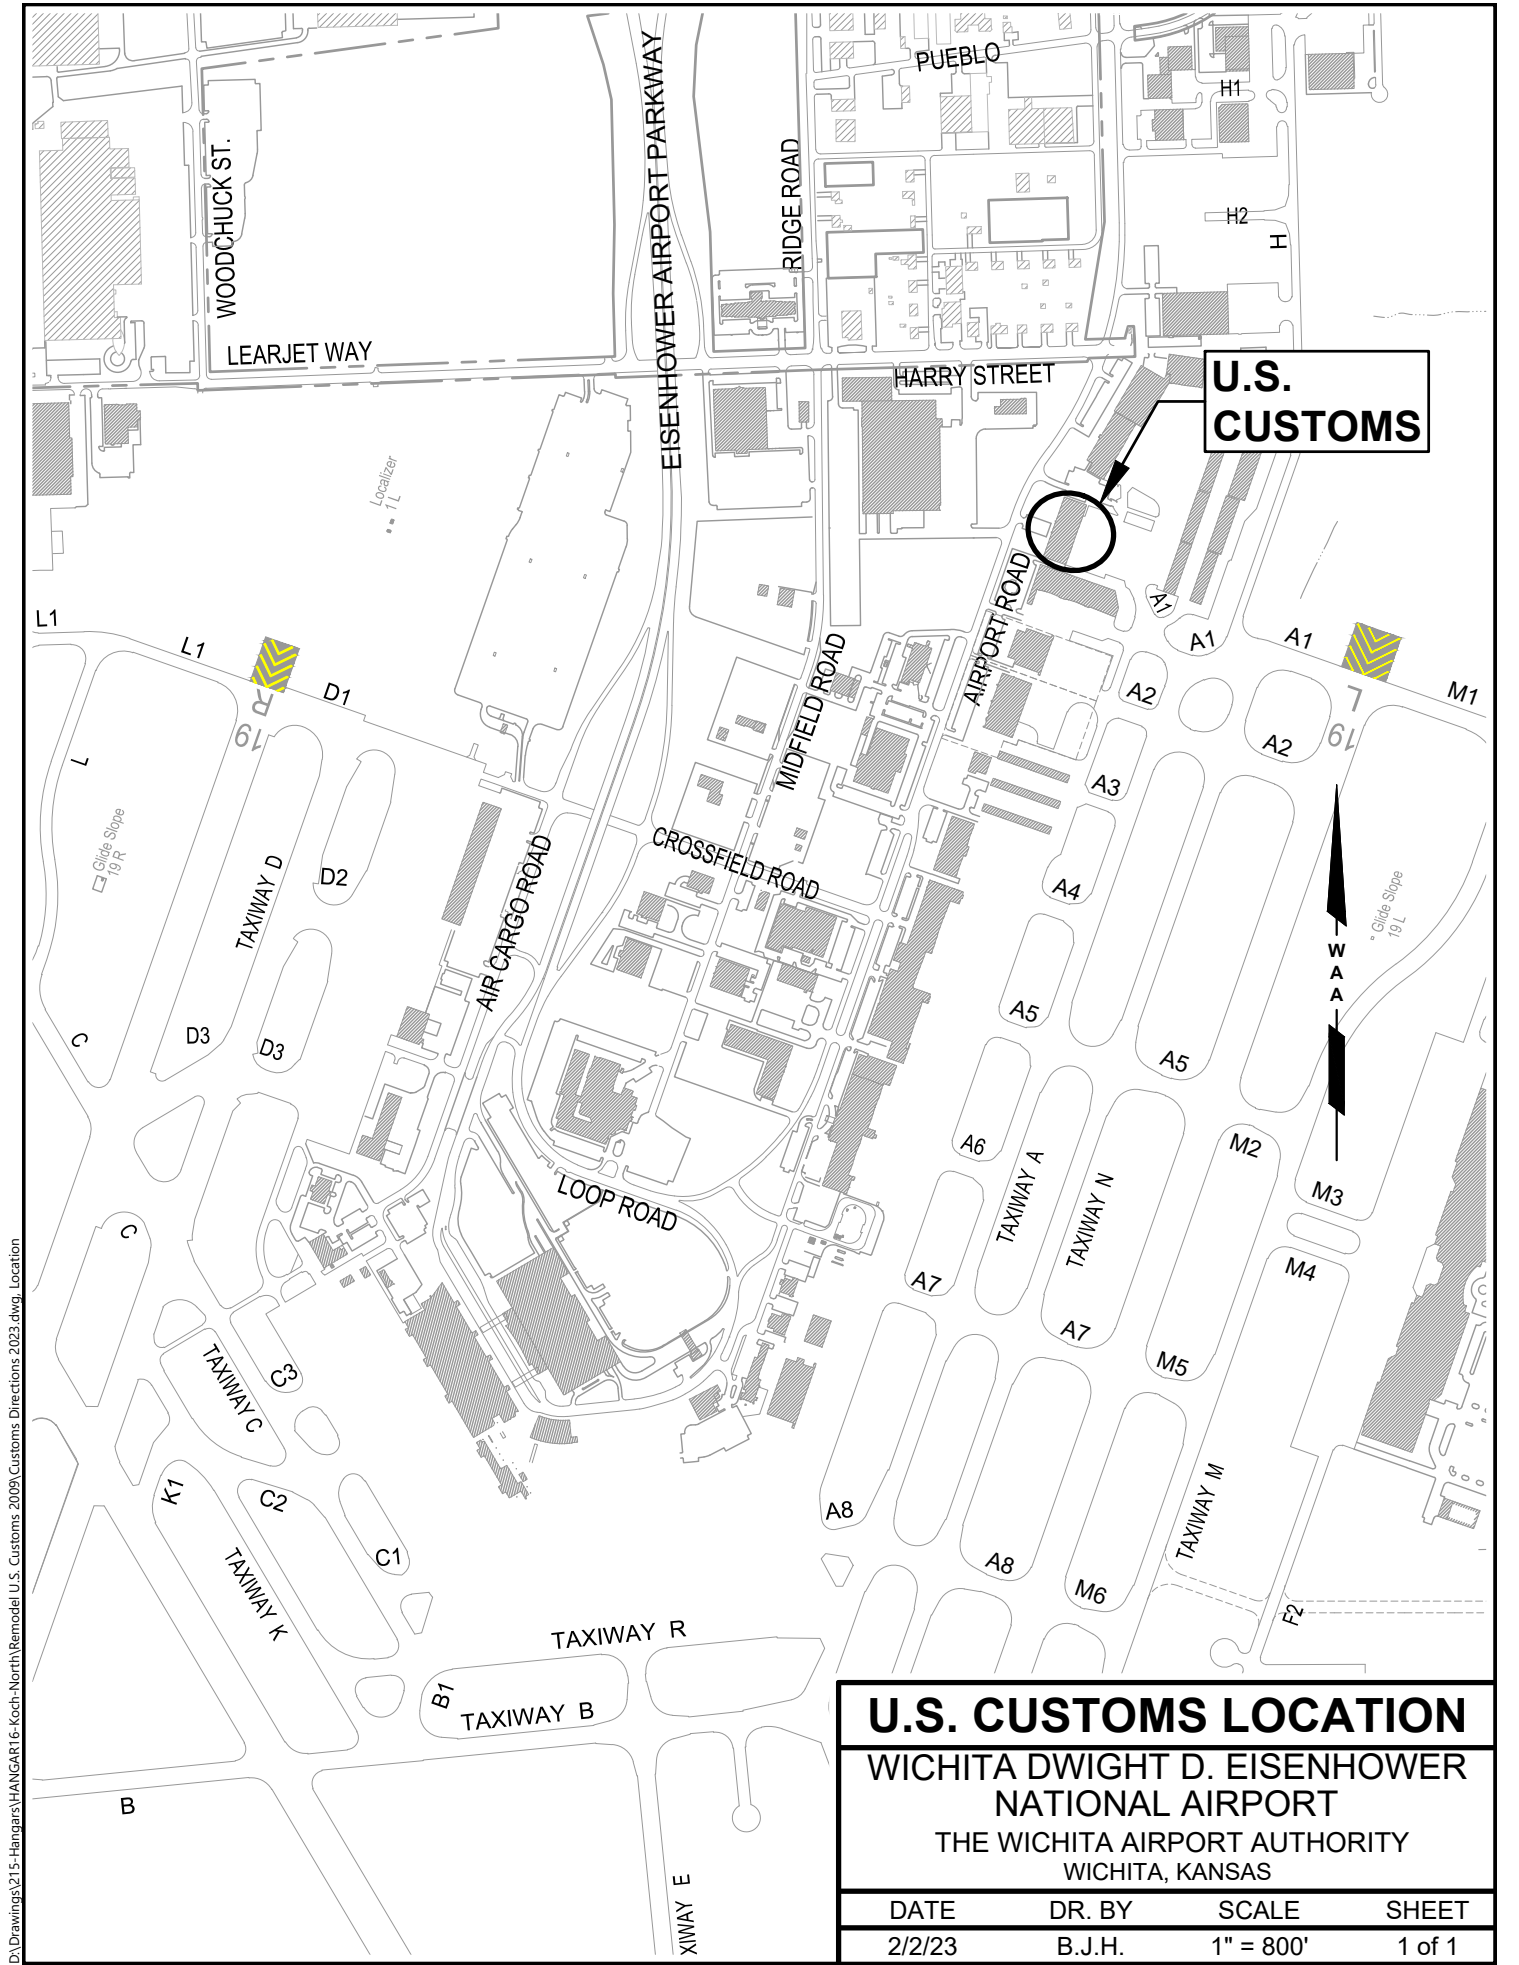 PUEBLO
H1
EISENHOWER AIRPORT PARKWAY
RIDGE ROAD
WOODCHUCK ST.
H2
H
LEARJET WAY
HARRY STREET
U.S.
CUSTOMS
Localizer
1 L
L1
L1
D1
19 R
A1
A1
A1
M1
19 L
AIRPORT ROAD
MIDFIELD ROAD
A2
A2
L
A3
Glide Slope
19 R
TAXIWAY D
D2
AIR CARGO ROAD
CROSSFIELD ROAD
A4
Glide Slope
19 L
W
A
A
A5
D3
D3
C
A5
A6
M2
TAXIWAY A
TAXIWAY N
M3
LOOP ROAD
C
M4
A7
A7
M5
C3
TAXIWAY C
K1
C2
A8
TAXIWAY M
C1
A8
M6
TAXIWAY K
F2
TAXIWAY R
B1
TAXIWAY B
B
XIWAY E
U.S. CUSTOMS LOCATION
WICHITA DWIGHT D. EISENHOWER
NATIONAL AIRPORT
THE WICHITA AIRPORT AUTHORITY
WICHITA, KANSAS
DATE DR. BY SCALE SHEET
2/2/23 B.J.H. 1" = 800' 1 of 1
D:\Drawings\215-Hangars\HANGAR16-Koch-North\Remodel U.S. Customs 2009\Customs Directions 2023.dwg, Location